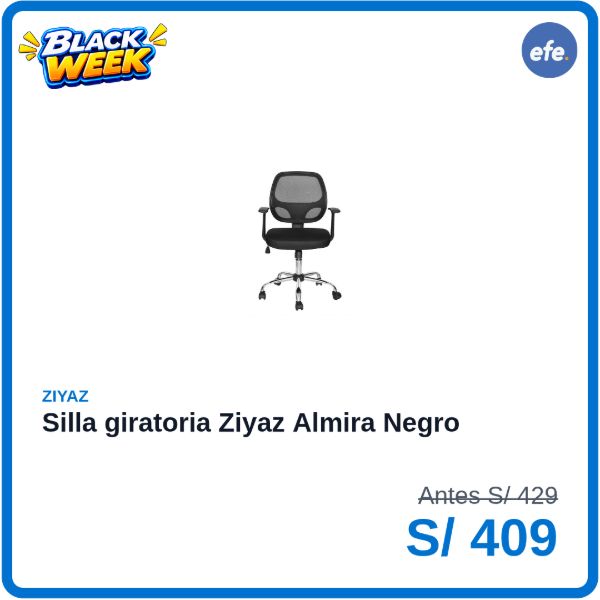 BLACK
WEEK
efe.
ZIYAZ
Silla giratoria Ziyaz Almira Negro
Antes S/ 429
S/ 409